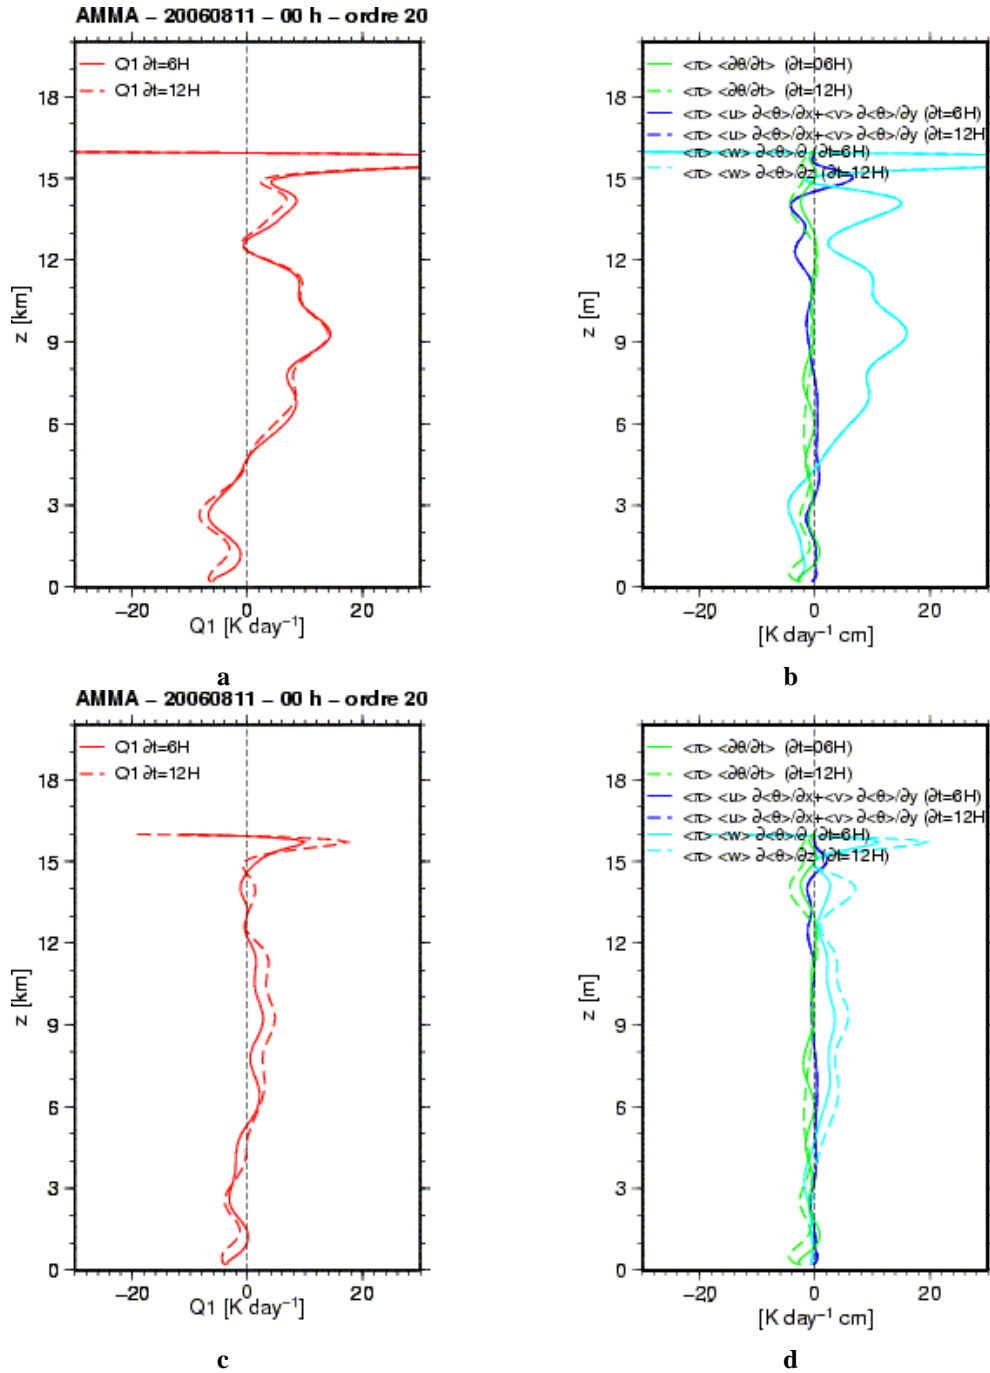 AMMA – 20060811 – 00 h – ordre 20
Q1 ∂t=6H
Q1 ∂t=12H
18
15
12
9
6
3
0
z [km]
−20 0 20
Q1 [K day⁻¹]
a
<π> <∂θ/∂t> (∂t=06H)
<π> <∂θ/∂t> (∂t=12H)
<π> <u> ∂<θ>/∂x+<v> ∂<θ>/∂y (∂t=6H)
<π> <u> ∂<θ>/∂x+<v> ∂<θ>/∂y (∂t=12H
<π> <w> ∂<θ>/∂ (∂t=6H)
<π> <w> ∂<θ>/∂z (∂t=12H)
18
15
12
9
6
3
0
z [m]
−20 0 20
[K day⁻¹ cm]
b
AMMA – 20060811 – 00 h – ordre 20
Q1 ∂t=6H
Q1 ∂t=12H
18
15
12
9
6
3
0
z [km]
−20 0 20
Q1 [K day⁻¹]
c
<π> <∂θ/∂t> (∂t=06H)
<π> <∂θ/∂t> (∂t=12H)
<π> <u> ∂<θ>/∂x+<v> ∂<θ>/∂y (∂t=6H)
<π> <u> ∂<θ>/∂x+<v> ∂<θ>/∂y (∂t=12H
<π> <w> ∂<θ>/∂ (∂t=6H)
<π> <w> ∂<θ>/∂z (∂t=12H)
18
15
12
9
6
3
0
z [m]
−20 0 20
[K day⁻¹ cm]
d